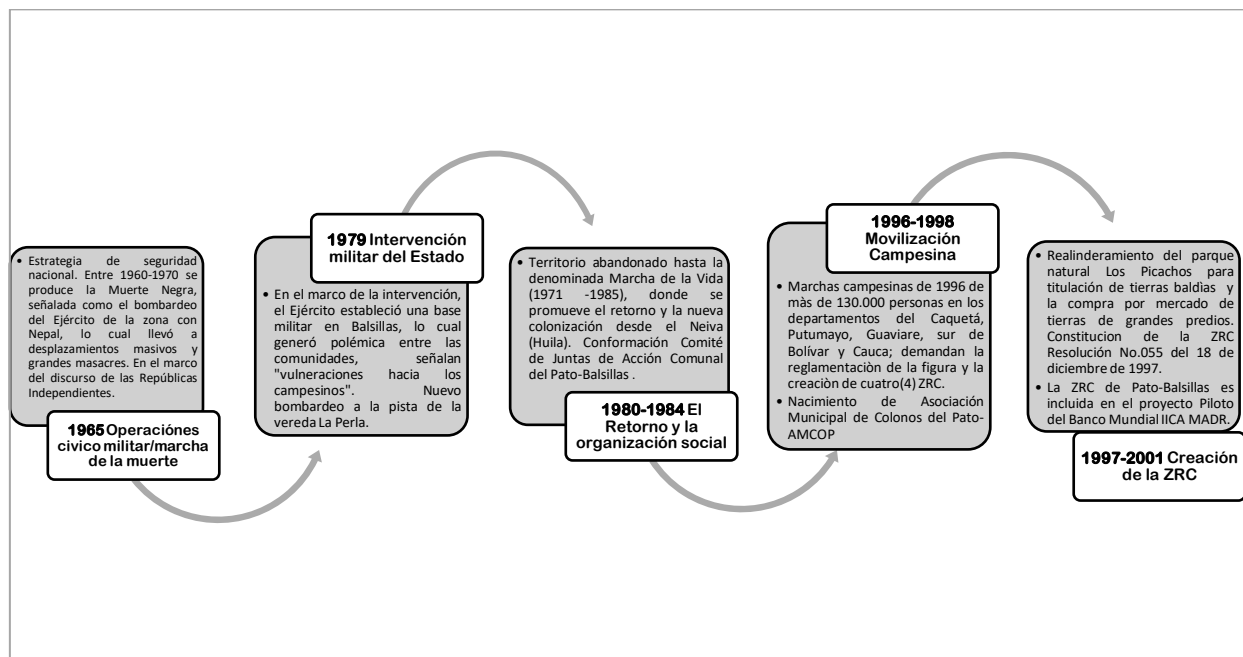 • Estrategia de seguridad
nacional. Entre 1960-1970 se
produce la Muerte Negra,
señalada como el bombardeo
del Ejército de la zona con
Nepal, lo cual llevó a
desplazamientos masivos y
grandes masacres. En el marco
del discurso de las Repúblicas
Independientes.
1965 Operaciónes
civico militar/marcha
de la muerte
1979 Intervención
militar del Estado
• En el marco de la intervención,
el Ejército estableció una base
militar en Balsillas, lo cual
generó polémica entre las
comunidades, señalan
"vulneraciones hacia los
campesinos". Nuevo
bombardeo a la pista de la
vereda La Perla.
• Territorio abandonado hasta la
denominada Marcha de la Vida
(1971 -1985), donde se
promueve el retorno y la nueva
colonización desde el Neiva
(Huila). Conformación Comité
de Juntas de Acción Comunal
del Pato-Balsillas .
1980-1984 El
Retorno y la
organización social
1996-1998
Movilización
Campesina
• Marchas campesinas de 1996 de
màs de 130.000 personas en los
departamentos del Caquetá,
Putumayo, Guaviare, sur de
Bolívar y Cauca; demandan la
reglamentaciòn de la figura y la
creaciòn de cuatro(4) ZRC.
• Nacimiento de Asociación
Municipal de Colonos del Pato-
AMCOP
• Realinderamiento del parque
natural Los Picachos para
titulación de tierras baldìas y
la compra por mercado de
tierras de grandes predios.
Constitucion de la ZRC
Resolución No.055 del 18 de
diciembre de 1997.
• La ZRC de Pato-Balsillas es
incluida en el proyecto Piloto
del Banco Mundial IICA MADR.
1997-2001 Creación
de la ZRC